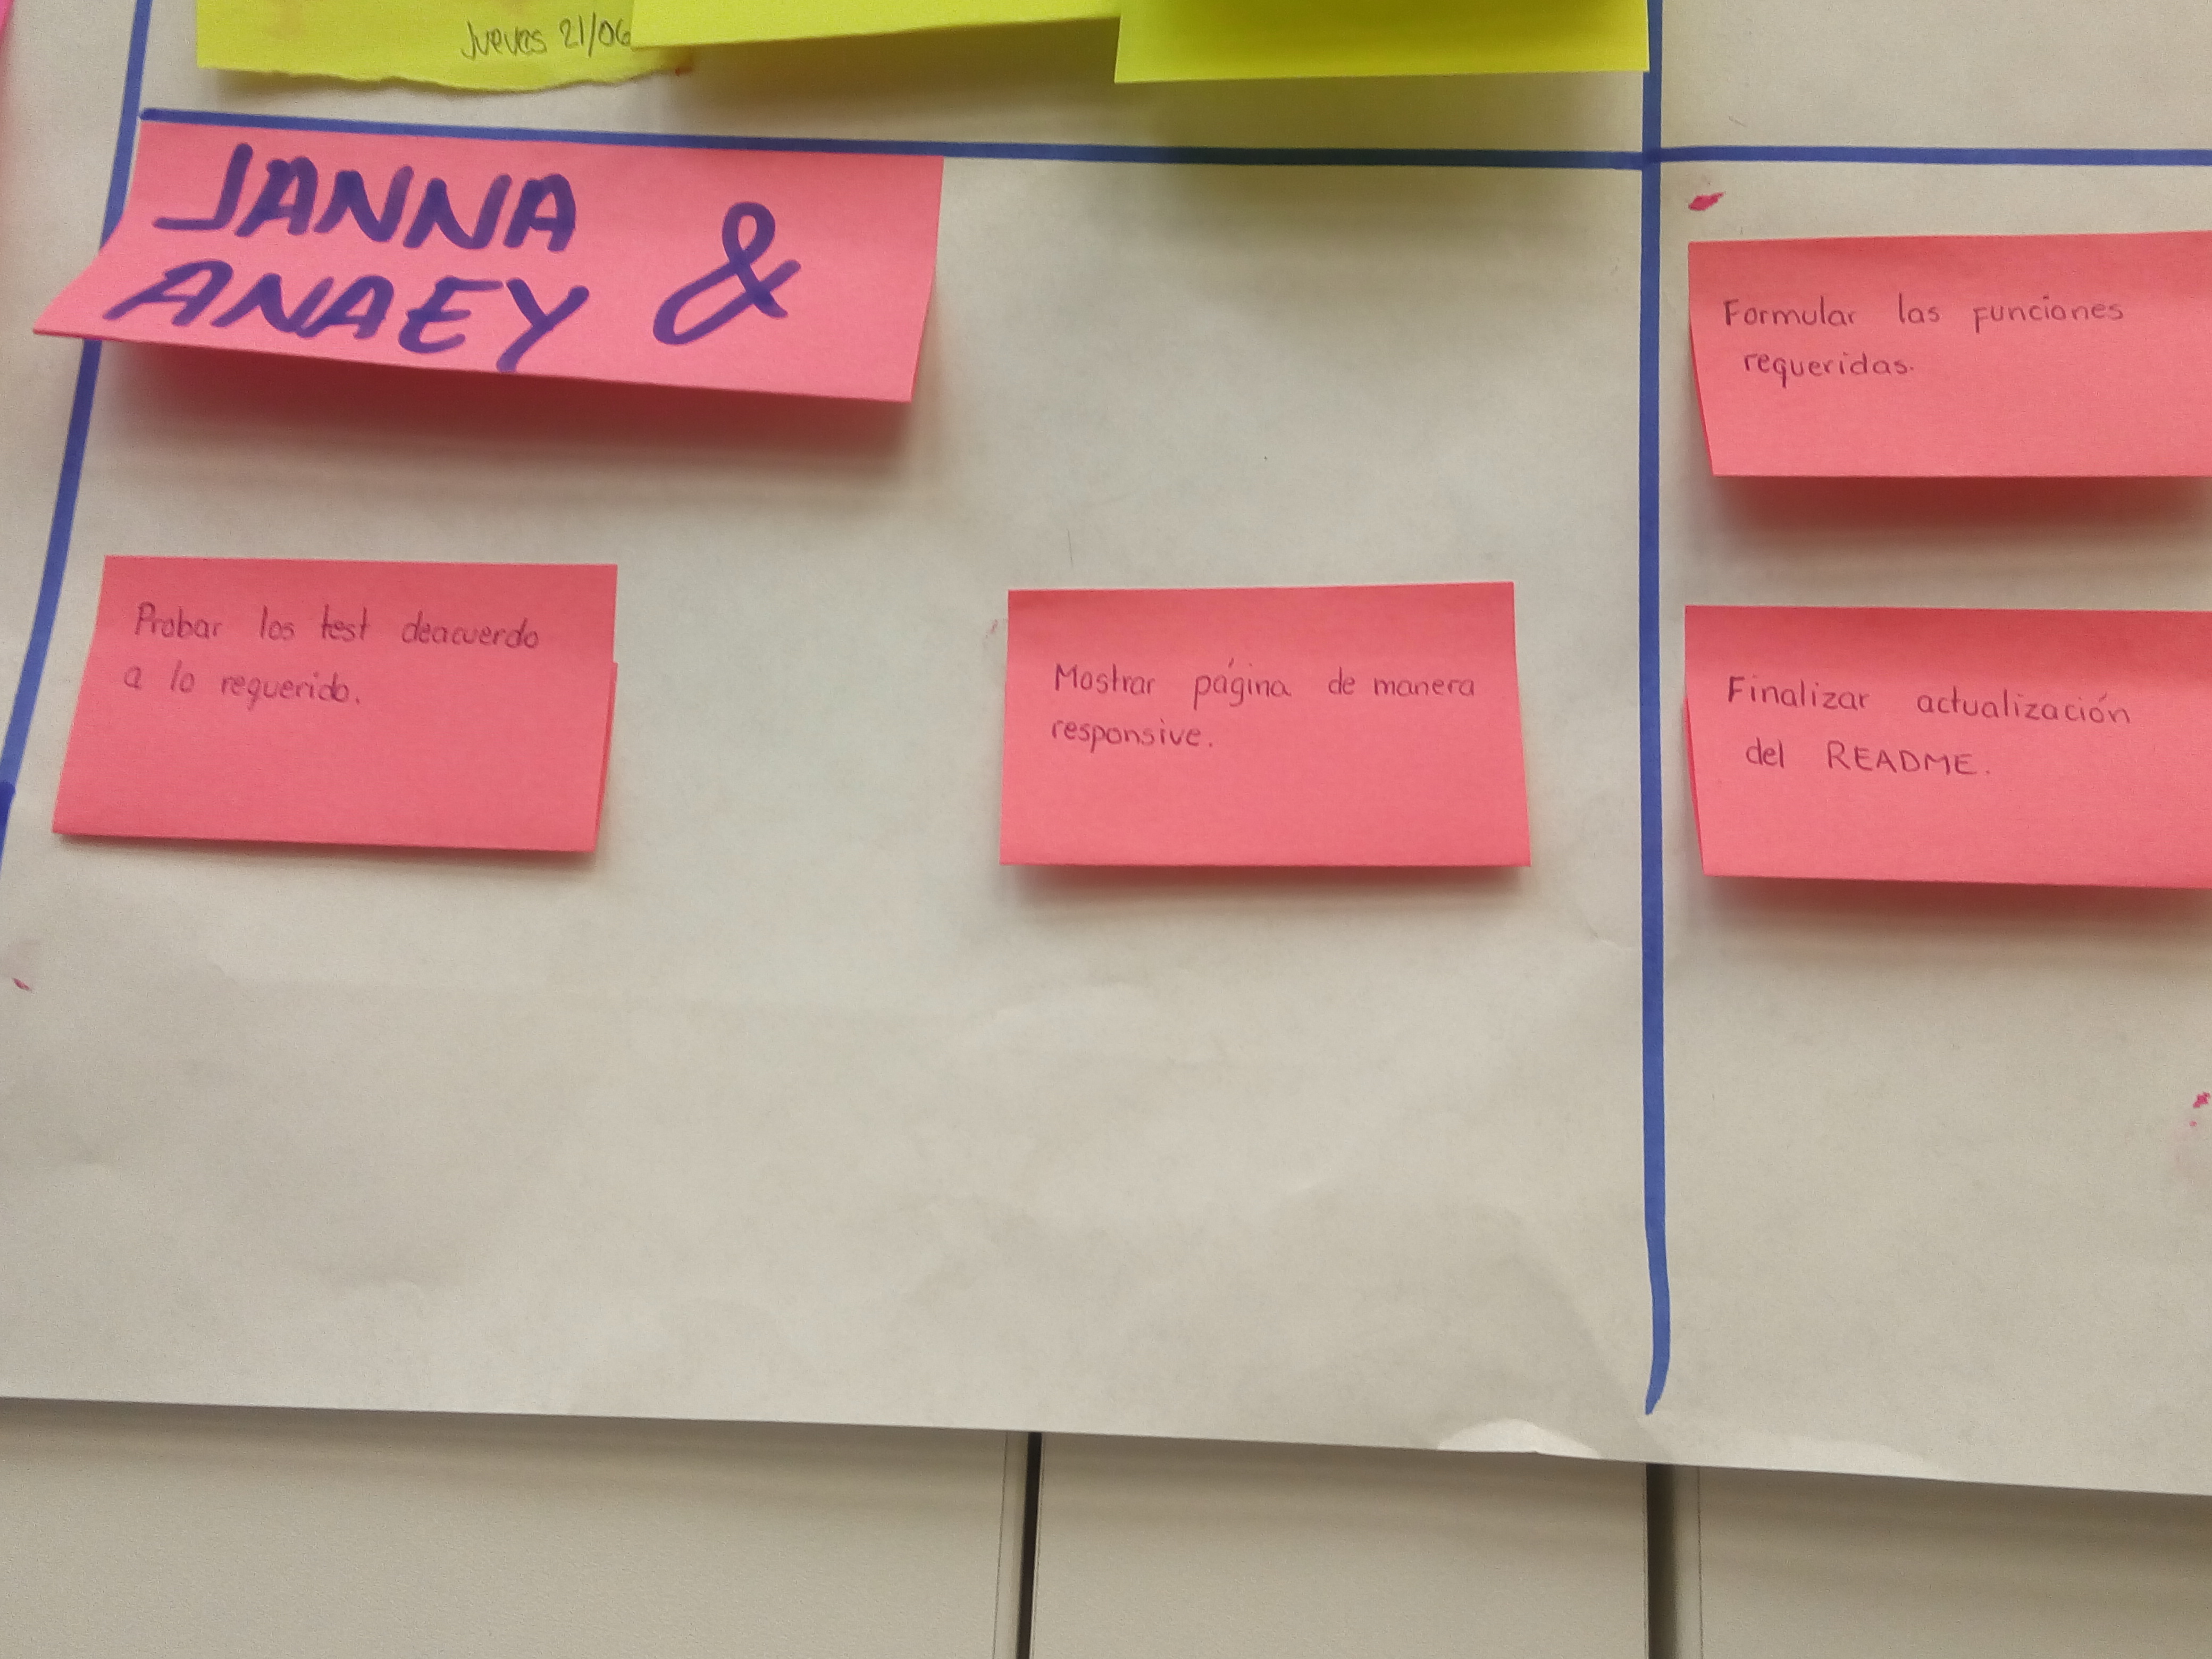 Jueves 21/06
JANNA
ANAEY &
Formular las funciones
requeridas.
Probar los test deacuerdo
a lo requerido.
Mostrar página de manera
responsive.
Finalizar actualización
del README.